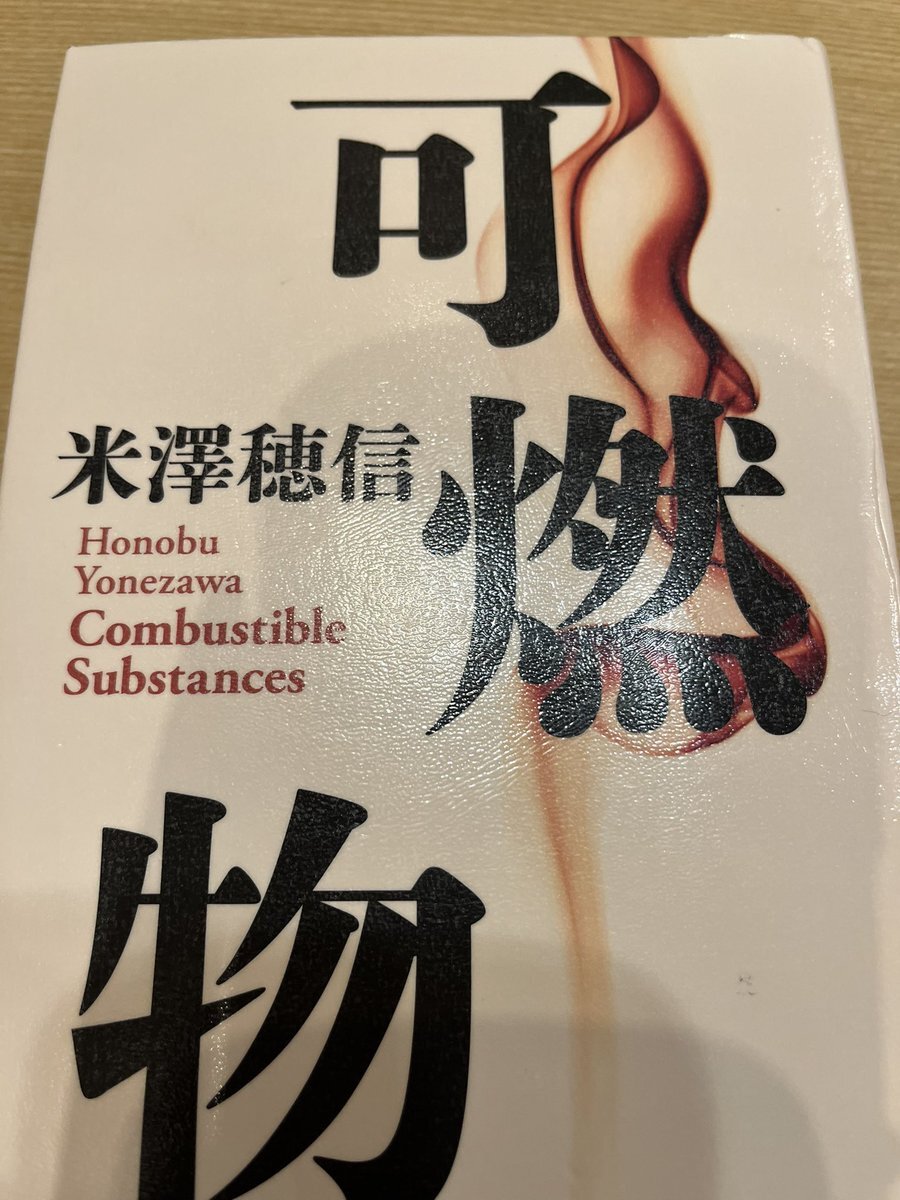 可燃物
米澤穂信
Honobu
Yonezawa
Combustible
Substances